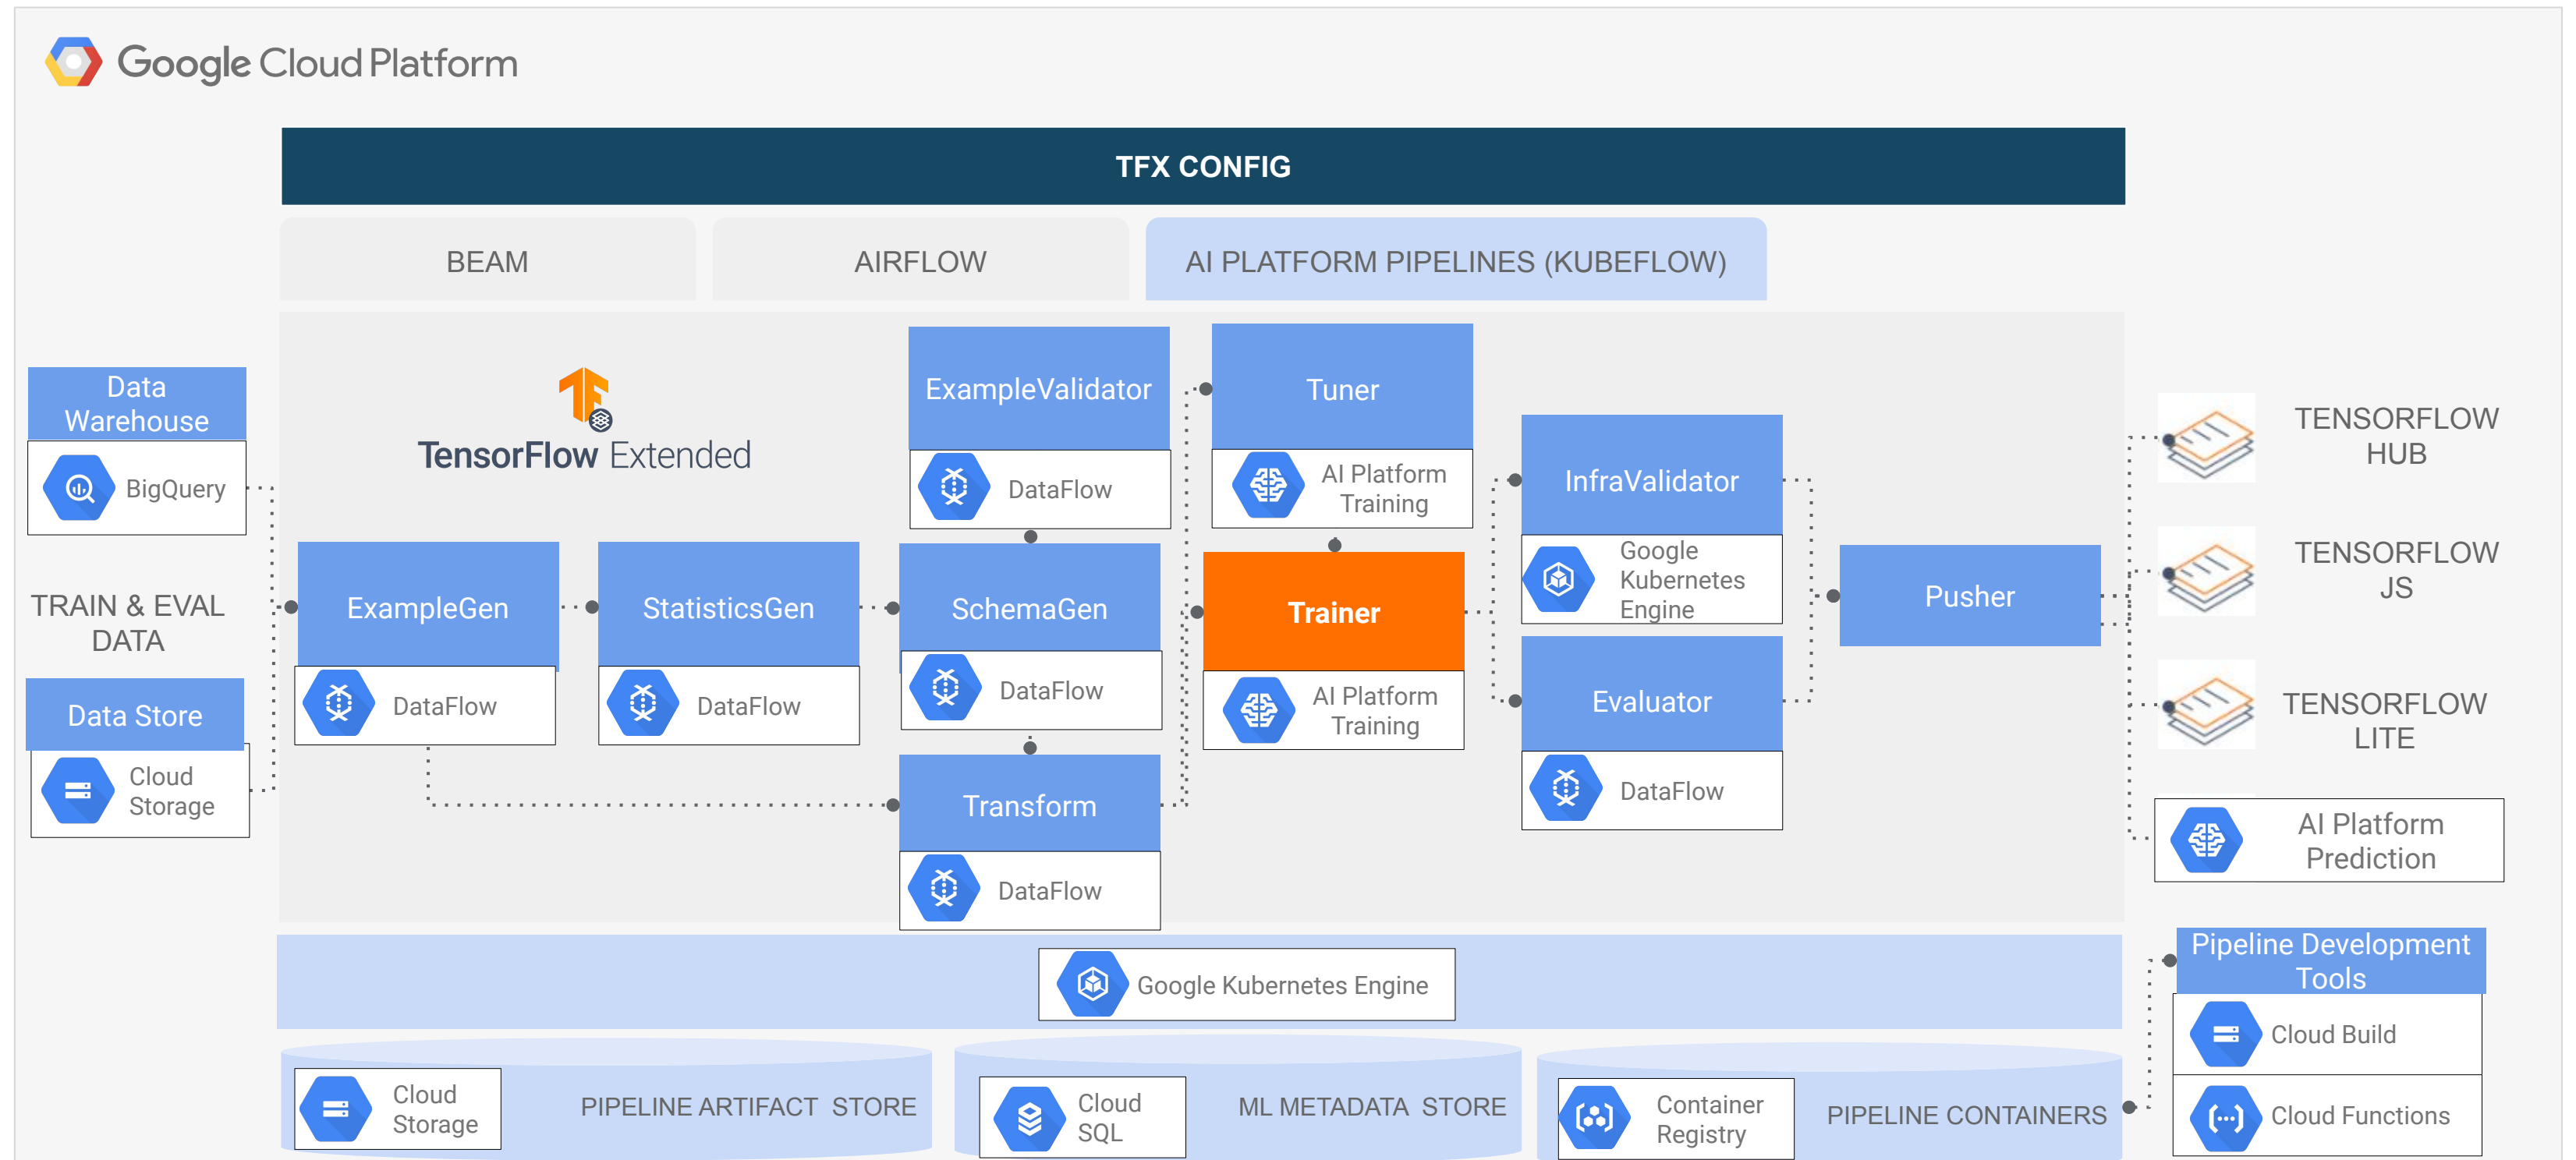 Google Cloud Platform
TFX CONFIG
BEAM
AIRFLOW
AI PLATFORM PIPELINES (KUBEFLOW)
Data
Warehouse
BigQuery
TRAIN & EVAL
DATA
Data Store
Cloud
Storage
TensorFlow Extended
ExampleGen
DataFlow
StatisticsGen
DataFlow
ExampleValidator
DataFlow
SchemaGen
DataFlow
Transform
DataFlow
Tuner
AI Platform
Training
Trainer
AI Platform
Training
InfraValidator
Google
Kubernetes
Engine
Evaluator
DataFlow
Pusher
TENSORFLOW
HUB
TENSORFLOW
JS
TENSORFLOW
LITE
AI Platform
Prediction
Google Kubernetes Engine
Pipeline Development
Tools
Cloud Build
Cloud Functions
Cloud
Storage
PIPELINE ARTIFACT STORE
Cloud
SQL
ML METADATA STORE
Container
Registry
PIPELINE CONTAINERS